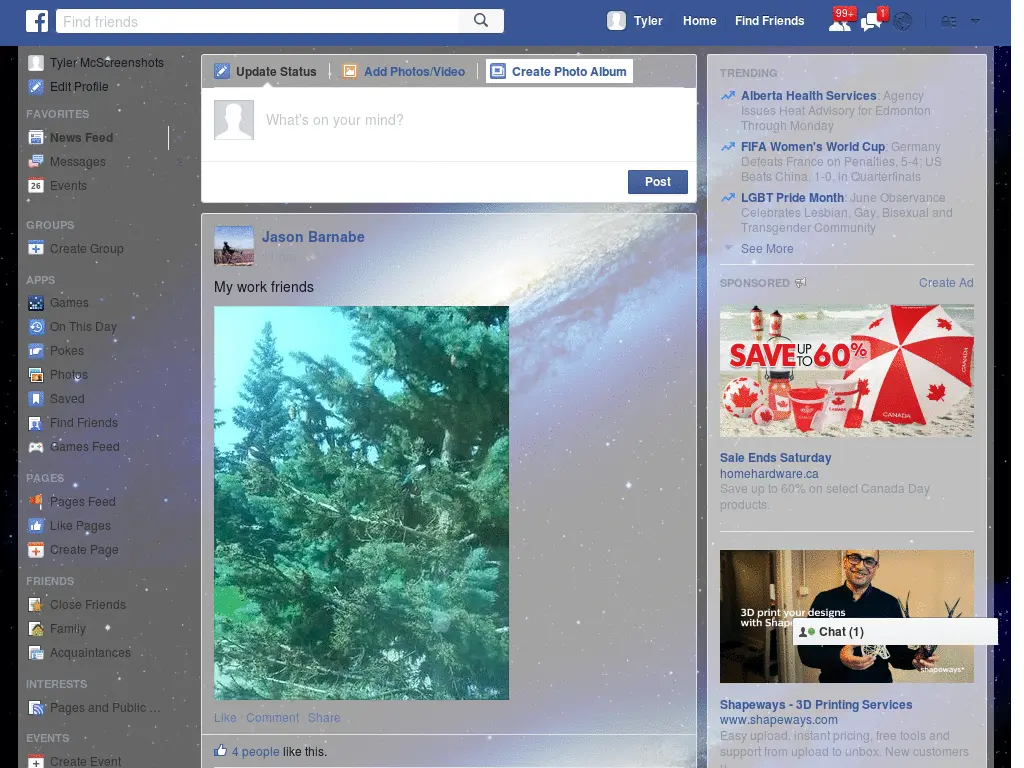 f
Find friends
Tyler
Home
Find Friends
99+
1
Tyler McScreenshots
Edit Profile
FAVORITES
News Feed
Messages
26
Events
GROUPS
Create Group
APPS
Games
On This Day
Pokes
Photos
Saved
Find Friends
Games Feed
PAGES
Pages Feed
Like Pages
Create Page
FRIENDS
Close Friends
Family
Acquaintances
INTERESTS
Pages and Public ...
EVENTS
Create Event
Update Status
Add Photos/Video
Create Photo Album
What's on your mind?
Post
Jason Barnabe
My work friends
Like Comment Share
4 people like this.
TRENDING
Alberta Health Services: Agency
Issues Heat Advisory for Edmonton
Through Monday
FIFA Women's World Cup: Germany
Defeats France on Penalties, 5-4; US
Beats China, 1-0, in Quarterfinals
LGBT Pride Month: June Observance
Celebrates Lesbian, Gay, Bisexual and
Transgender Community
See More
SPONSORED
Create Ad
SAVE UP TO 60%
CANADA
CANADA
Sale Ends Saturday
homehardware.ca
Save up to 60% on select Canada Day
products.
3D print your designs
with Shap
Chat (1)
shapeways*
Shapeways - 3D Printing Services
www.shapeways.com
Easy upload, instant pricing, free tools and
support from upload to unbox. New customers